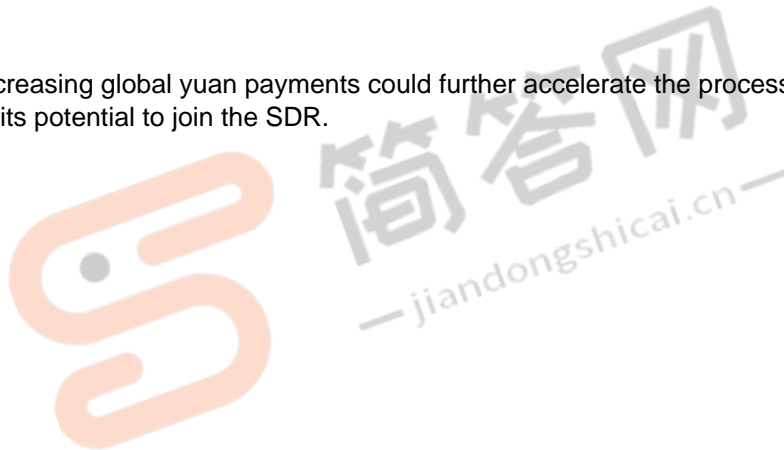 creasing global yuan payments could further accelerate the process
its potential to join the SDR.
简答网
jiandongshicai.cn